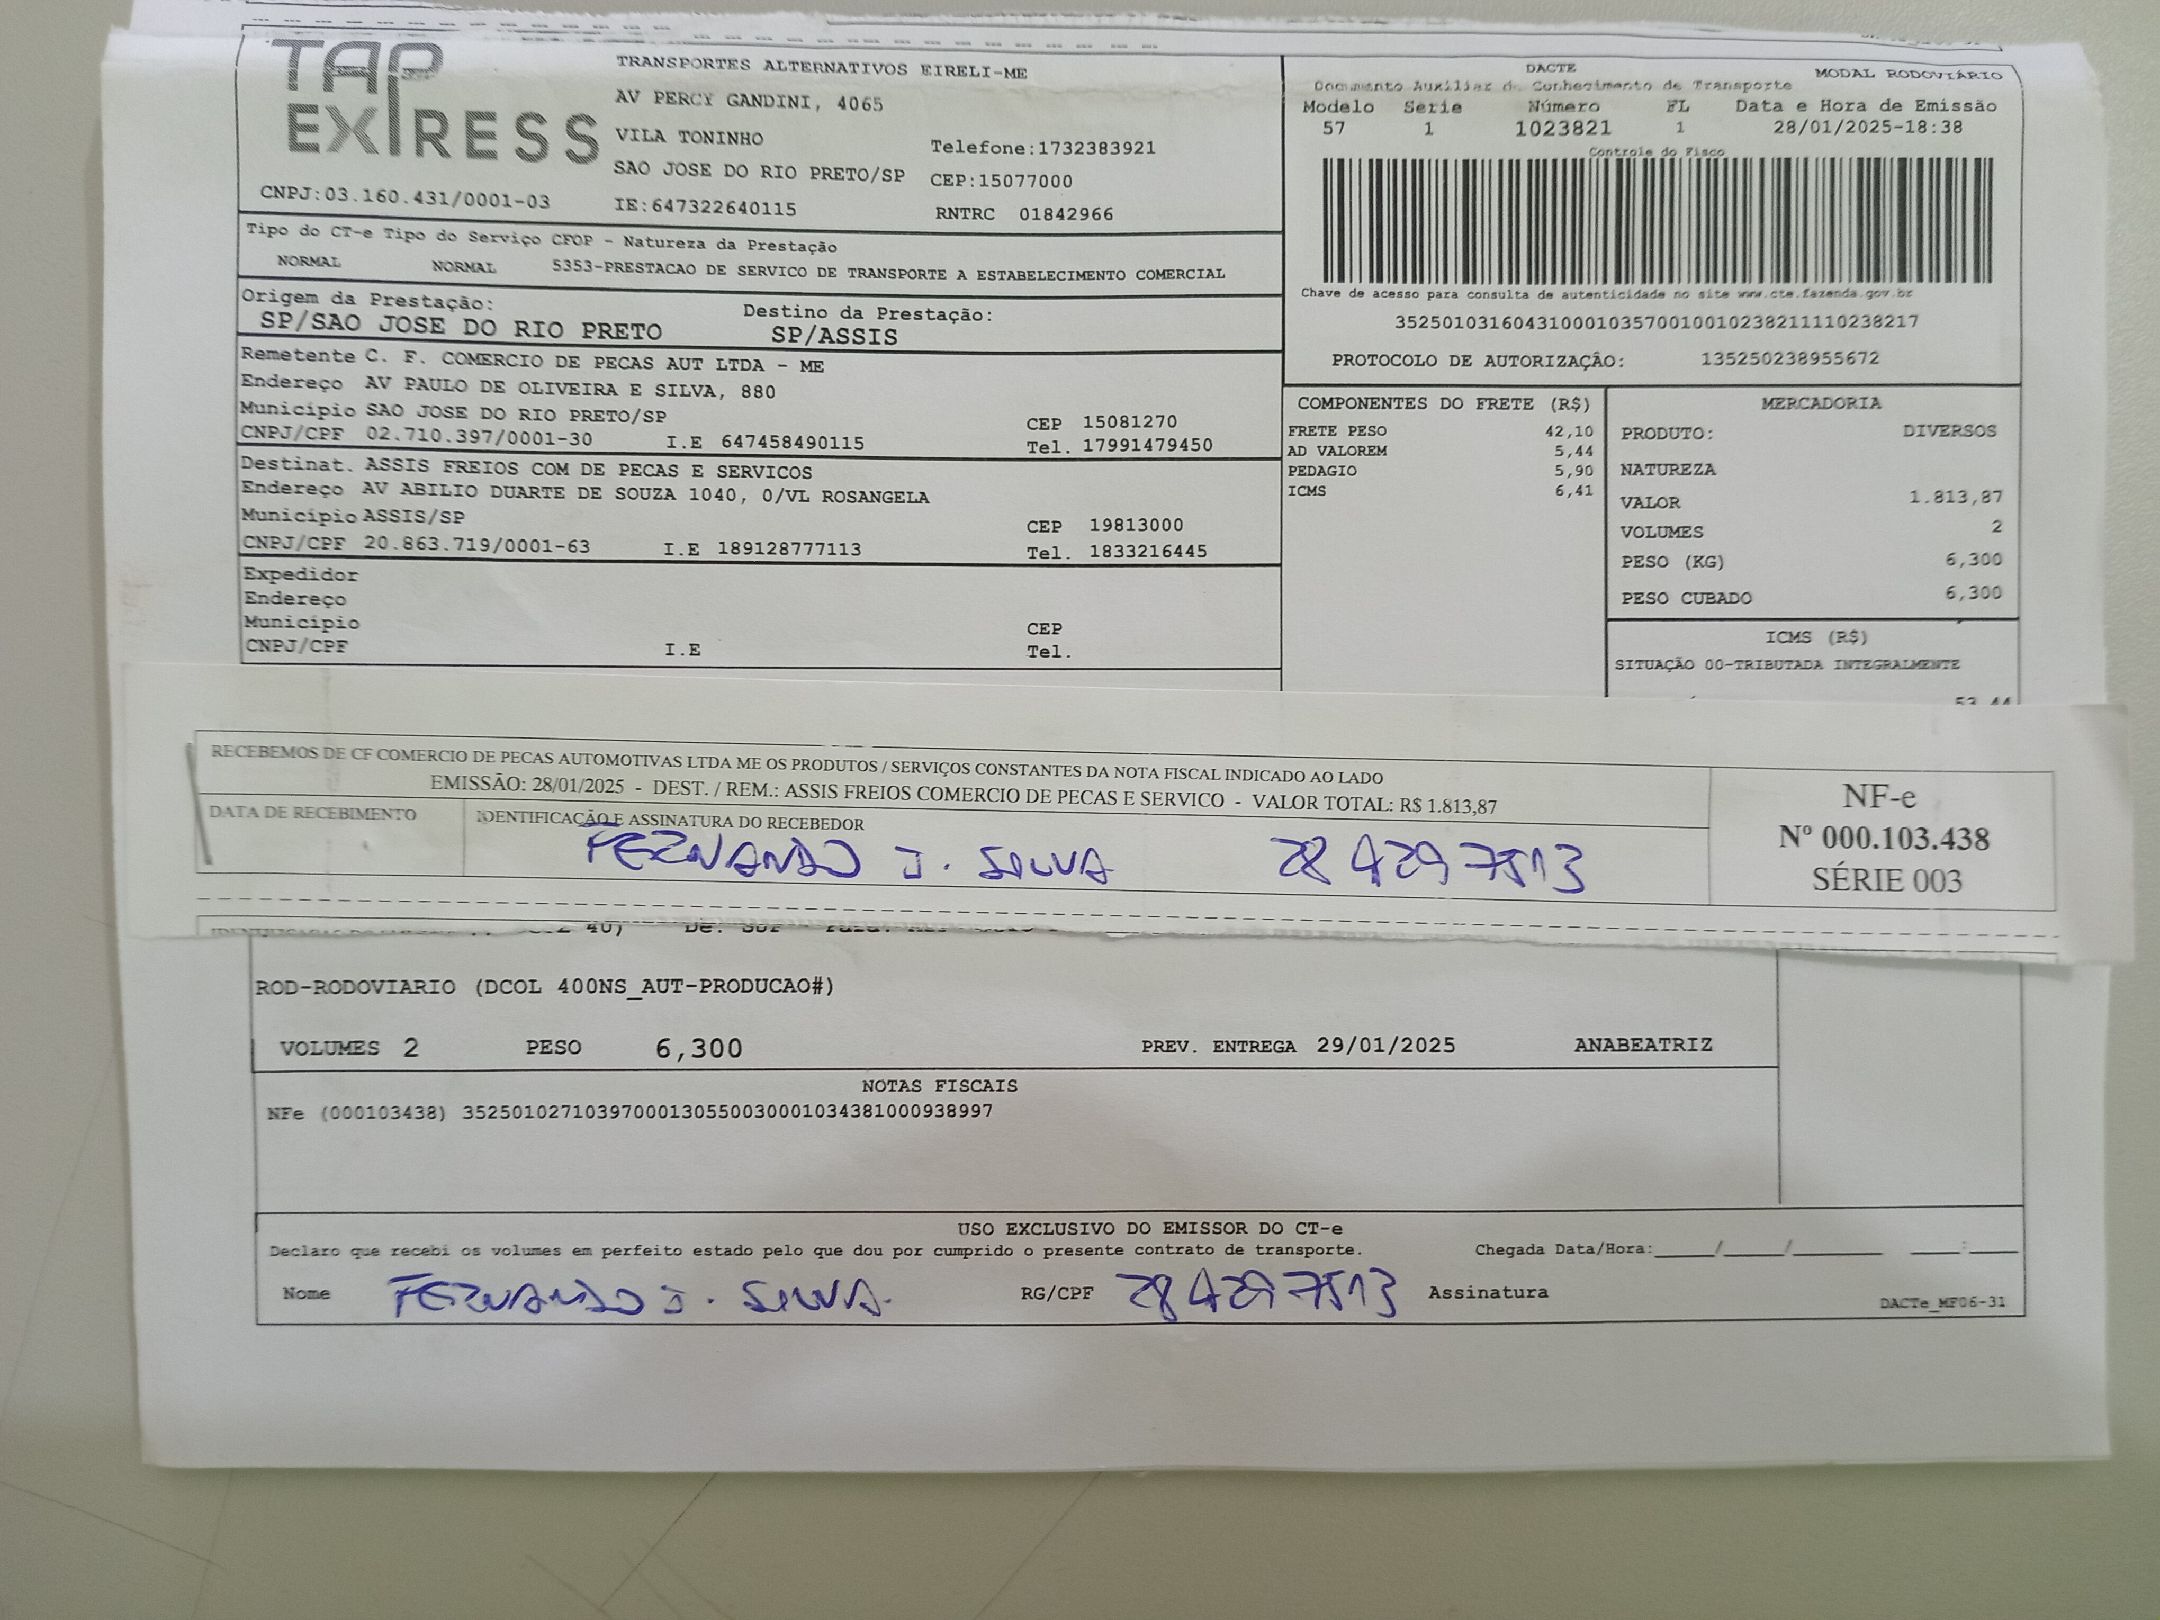 TAP EXPRESS
TRANSPORTES ALTERNATIVOS EIRELI-ME
AV PERCY GANDINI, 4065
VILA TONINHO
Telefone:1732383921
SAO JOSE DO RIO PRETO/SP CEP:15077000
CNPJ:03.160.431/0001-03 IE:647322640115 RNTRC 01842966
DACTE MODAL RODOVIÁRIO
Documento Auxiliar do Conhecimento de Transporte
Modelo Serie Número FL Data e Hora de Emissão
57 1 1023821 1 28/01/2025-18:38
Controle do Fisco
Chave de acesso para consulta de autenticidade no site www.cte.fazenda.gov.br
35250103160431000103570010010238211110238217
PROTOCOLO DE AUTORIZAÇÂO: 135250238955672
Tipo do CT-e Tipo do Serviço CFOP - Natureza da Prestação
NORMAL NORMAL 5353-PRESTACAO DE SERVICO DE TRANSPORTE A ESTABELECIMENTO COMERCIAL
Origem da Prestação: Destino da Prestação:
SP/SAO JOSE DO RIO PRETO SP/ASSIS
Remetente C. F. COMERCIO DE PECAS AUT LTDA - ME
Endereço AV PAULO DE OLIVEIRA E SILVA, 880
Município SAO JOSE DO RIO PRETO/SP CEP 15081270
CNPJ/CPF 02.710.397/0001-30 I.E 647458490115 Tel. 17991479450
Destinat. ASSIS FREIOS COM DE PECAS E SERVICOS
Endereço AV ABILIO DUARTE DE SOUZA 1040, 0/VL ROSANGELA
Município ASSIS/SP CEP 19813000
CNPJ/CPF 20.863.719/0001-63 I.E 189128777113 Tel. 1833216445
Expedidor
Endereço
Município CEP
CNPJ/CPF I.E Tel.
COMPONENTES DO FRETE (R$)
FRETE PESO 42,10
AD VALOREM 5,44
PEDAGIO 5,90
ICMS 6,41
MERCADORIA
PRODUTO: DIVERSOS
NATUREZA
VALOR 1.813,87
VOLUMES 2
PESO (KG) 6,300
PESO CUBADO 6,300
ICMS (R$)
SITUAÇÃO 00-TRIBUTADA INTEGRALMENTE
RECEBEMOS DE CF COMERCIO DE PECAS AUTOMOTIVAS LTDA ME OS PRODUTOS / SERVIÇOS CONSTANTES DA NOTA FISCAL INDICADO AO LADO
EMISSÃO: 28/01/2025 - DEST. / REM.: ASSIS FREIOS COMERCIO DE PECAS E SERVICO - VALOR TOTAL: R$ 1.813,87
DATA DE RECEBIMENTO IDENTIFICAÇÃO E ASSINATURA DO RECEBEDOR
FERNANDO J. SILVA 284297513
NF-e
Nº 000.103.438
SÉRIE 003
ROD-RODOVIARIO (DCOL 400NS_AUT-PRODUCAO#)
VOLUMES 2 PESO 6,300 PREV. ENTREGA 29/01/2025 ANABEATRIZ
NOTAS FISCAIS
NFe (000103438) 35250102710397000130550030001034381000938997
USO EXCLUSIVO DO EMISSOR DO CT-e
Declaro que recebi os volumes em perfeito estado pelo que dou por cumprido o presente contrato de transporte. Chegada Data/Hora:_____/_____/_______ ____:____
Nome FERNANDO J. SILVA. RG/CPF 284297513 Assinatura
DACTe_MF06-31